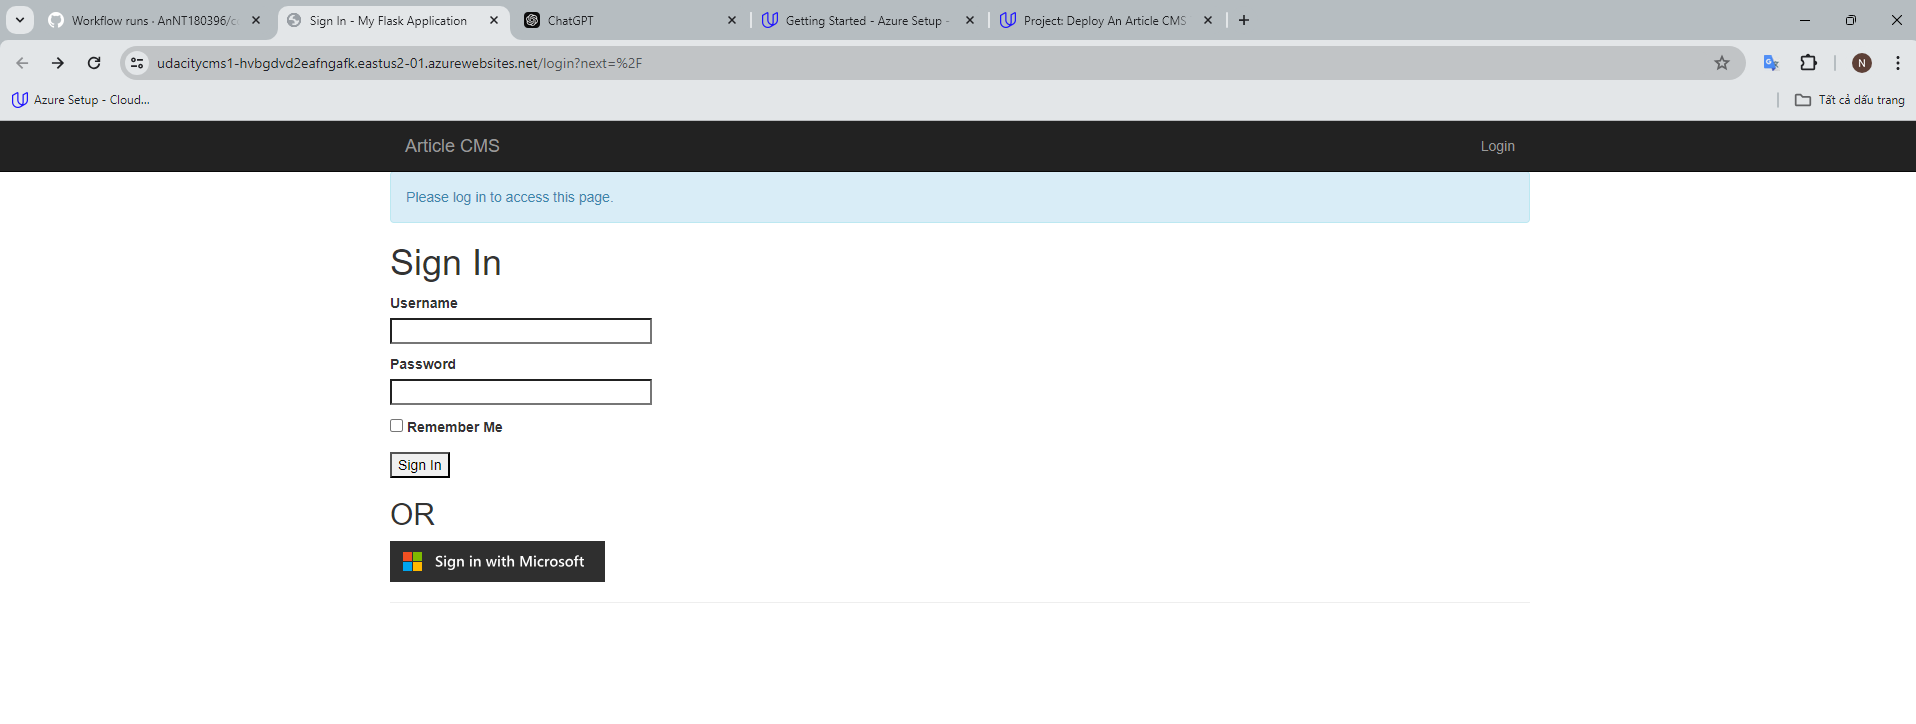 Workflow runs · AnNT180396/c
Sign In - My Flask Application
ChatGPT
Getting Started - Azure Setup -
Project: Deploy An Article CMS
udacitycms1-hvbgdvd2eafngafk.eastus2-01.azurewebsites.net/login?next=%2F
N
Azure Setup - Cloud...
Tất cả dấu trang
Article CMS
Login
Please log in to access this page.
Sign In
Username
Password
Remember Me
Sign In
OR
Sign in with Microsoft